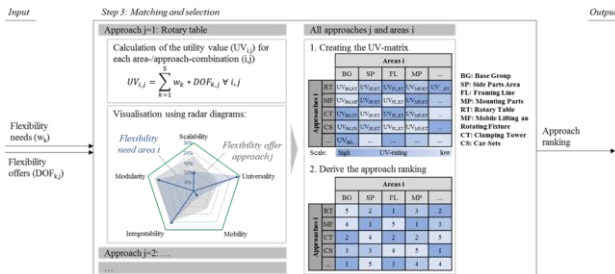 Input
Step 3: Matching and selection
Output
Approach j=1: Rotary table
Calculation of the utility value (UVi,j) for
each area-/approach-combination (i,j)
UVi,j = ∑ wk * DOFk,j ∀ i,j
5
k=1
Visualisation using radar diagrams:
Flexibility
need area i
Flexibility offer
approach j
Scalability
Universality
Mobility
Integratability
Modularity
Approach j=2: …
…
Flexibility
needs (wk)
Flexibility
offers (DOFk,j)
All approaches j and areas i
1. Creating the UV-matrix
Areas i
BG SP FL MP ...
Approaches i
RT
MF
CT
CS
...
Scale: high UV-rating low
2. Derive the approach ranking
Areas i
BG SP FL MP ...
Approaches i
RT 5 2 1 3 2
MF 4 1 5 1 3
CT 2 4 2 2 5
CS 3 3 4 5 1
... 1 5 3 4 4
BG: Base Group
SP: Side Parts Area
FL: Framing Line
MP: Mounting Parts
RT: Rotary Table
MF: Mobile Lifting an
Rotating Fixture
CT: Clamping Tower
CS: Car-Sets
Approach
ranking